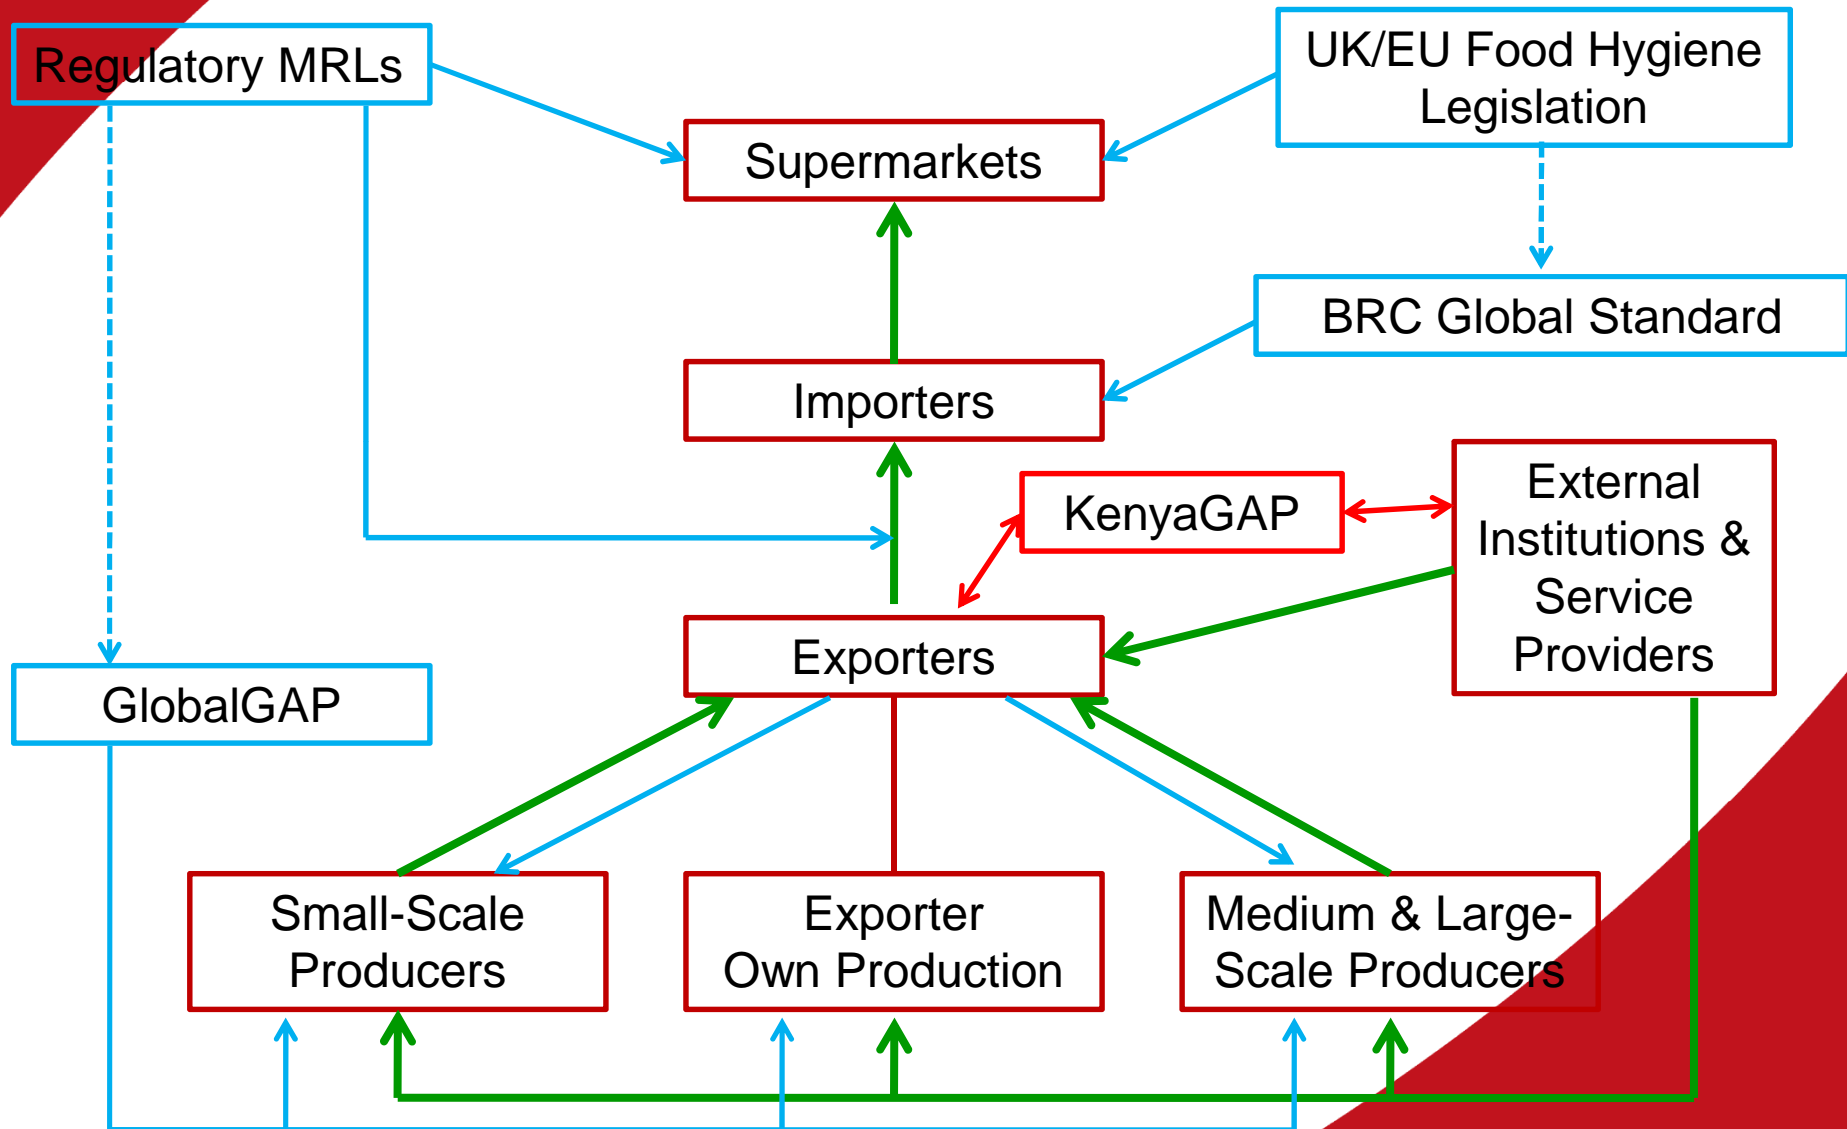 Regulatory MRLs
UK/EU Food Hygiene
Legislation
Supermarkets
BRC Global Standard
Importers
KenyaGAP
External
Institutions &
Service
Providers
Exporters
GlobalGAP
Small-Scale
Producers
Exporter
Own Production
Medium & Large-
Scale Producers